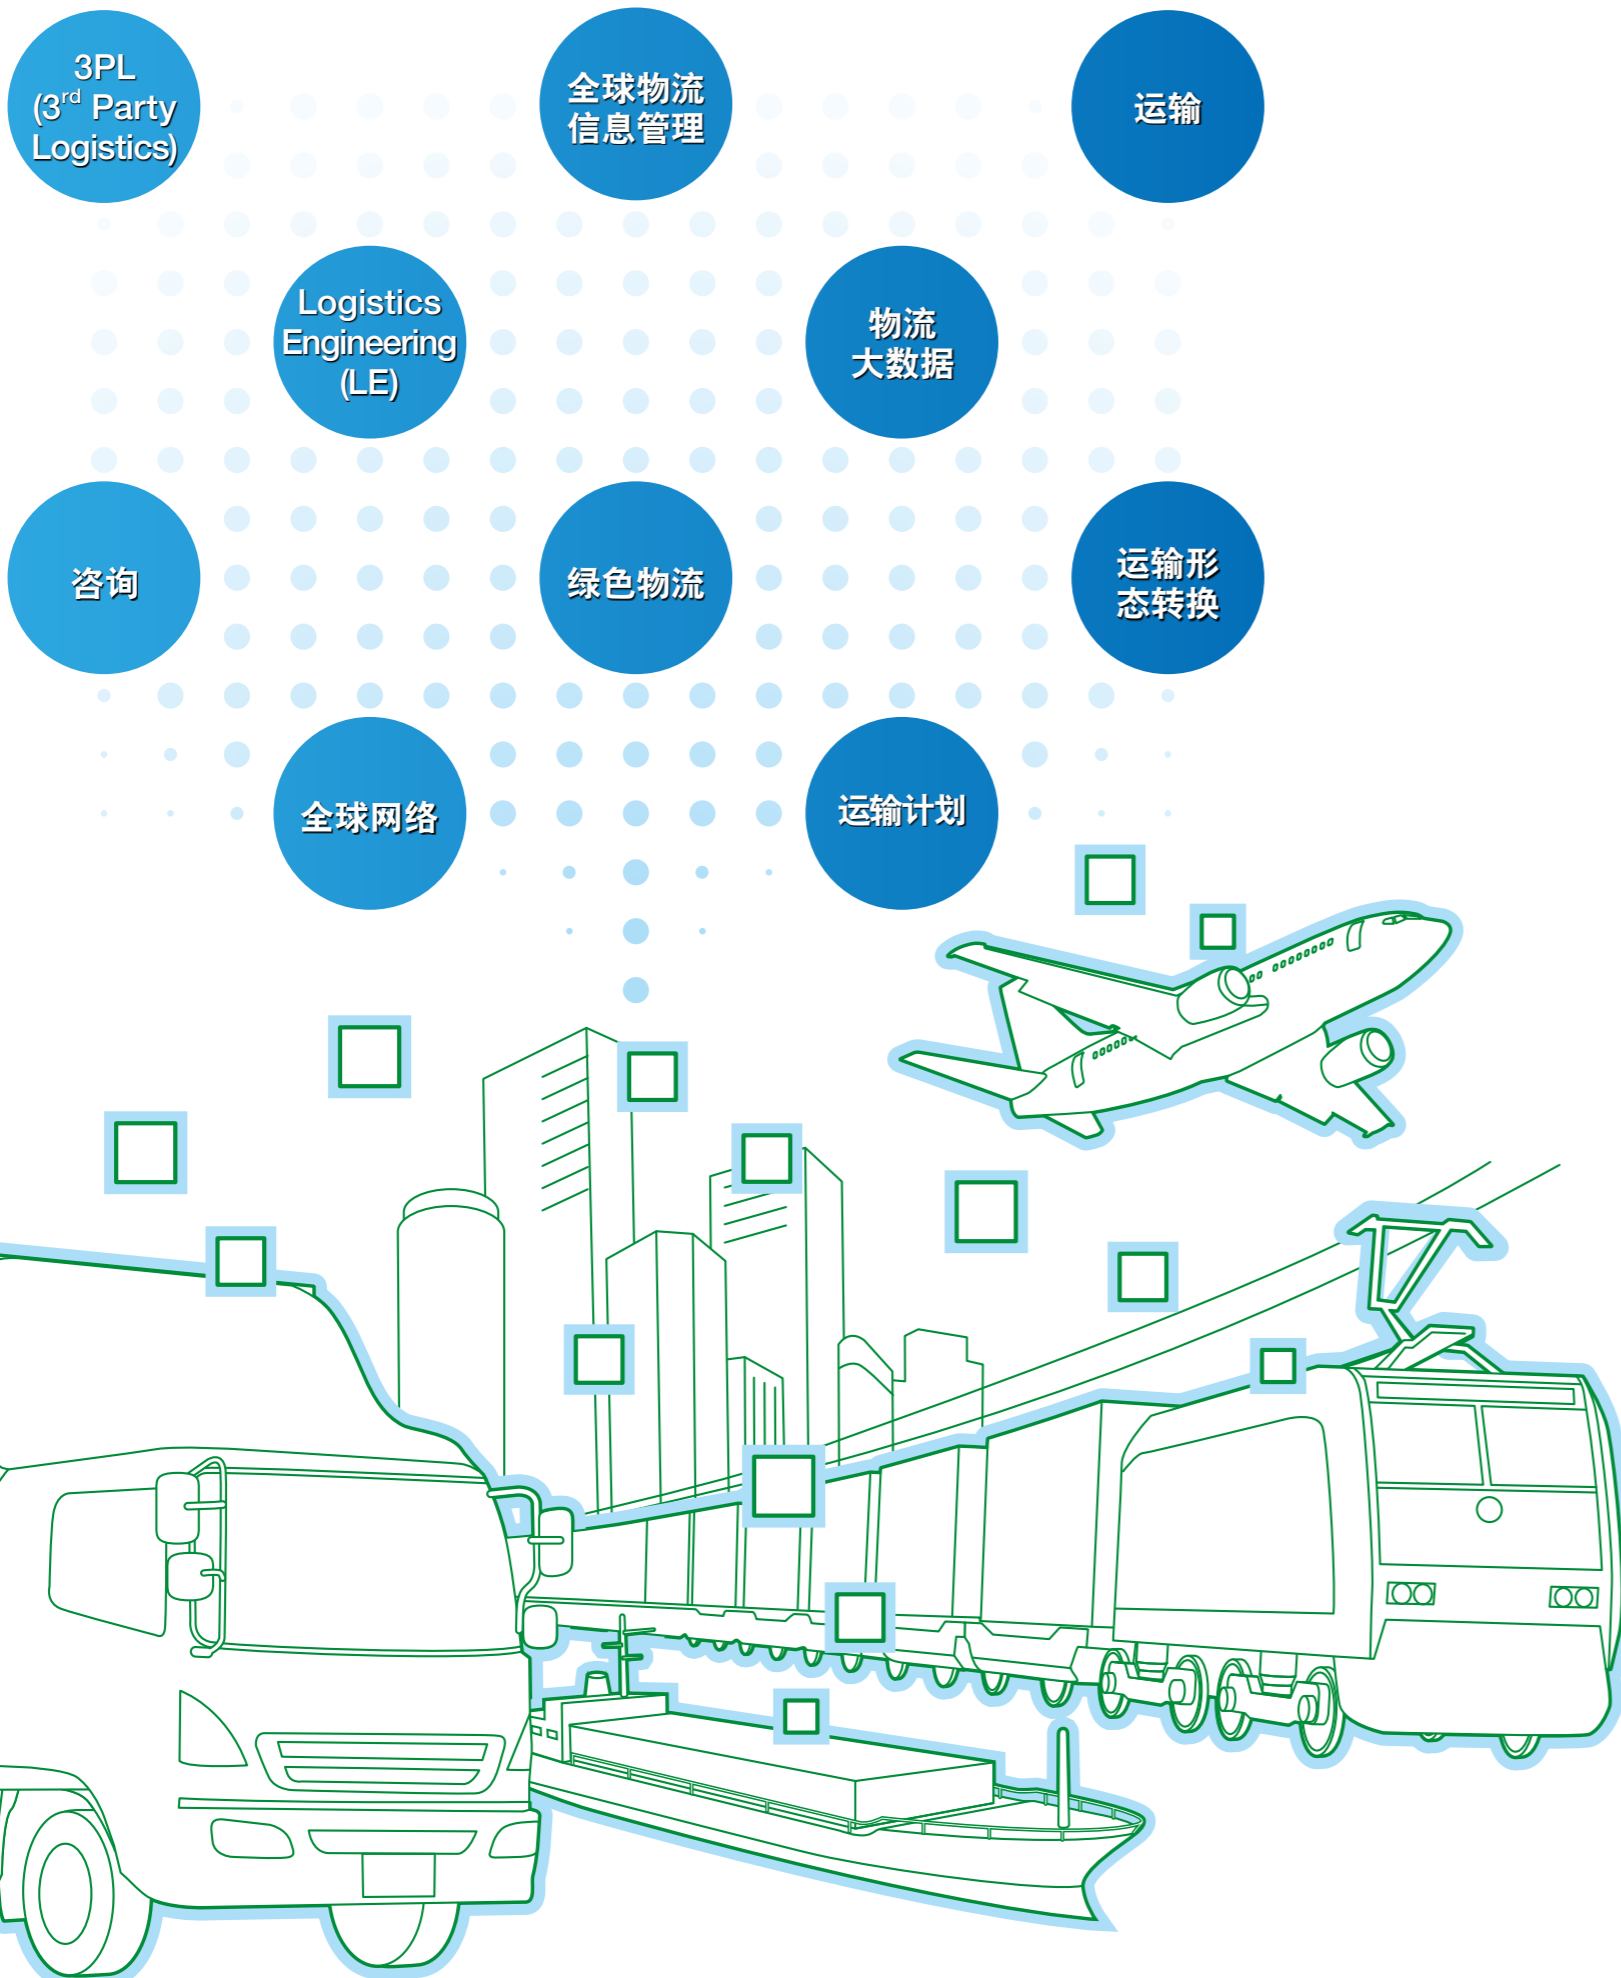 3PL
(3rd Party
Logistics)
全球物流
信息管理
运输
Logistics
Engineering
(LE)
物流
大数据
咨询
绿色物流
运输形
态转换
全球网络
运输计划